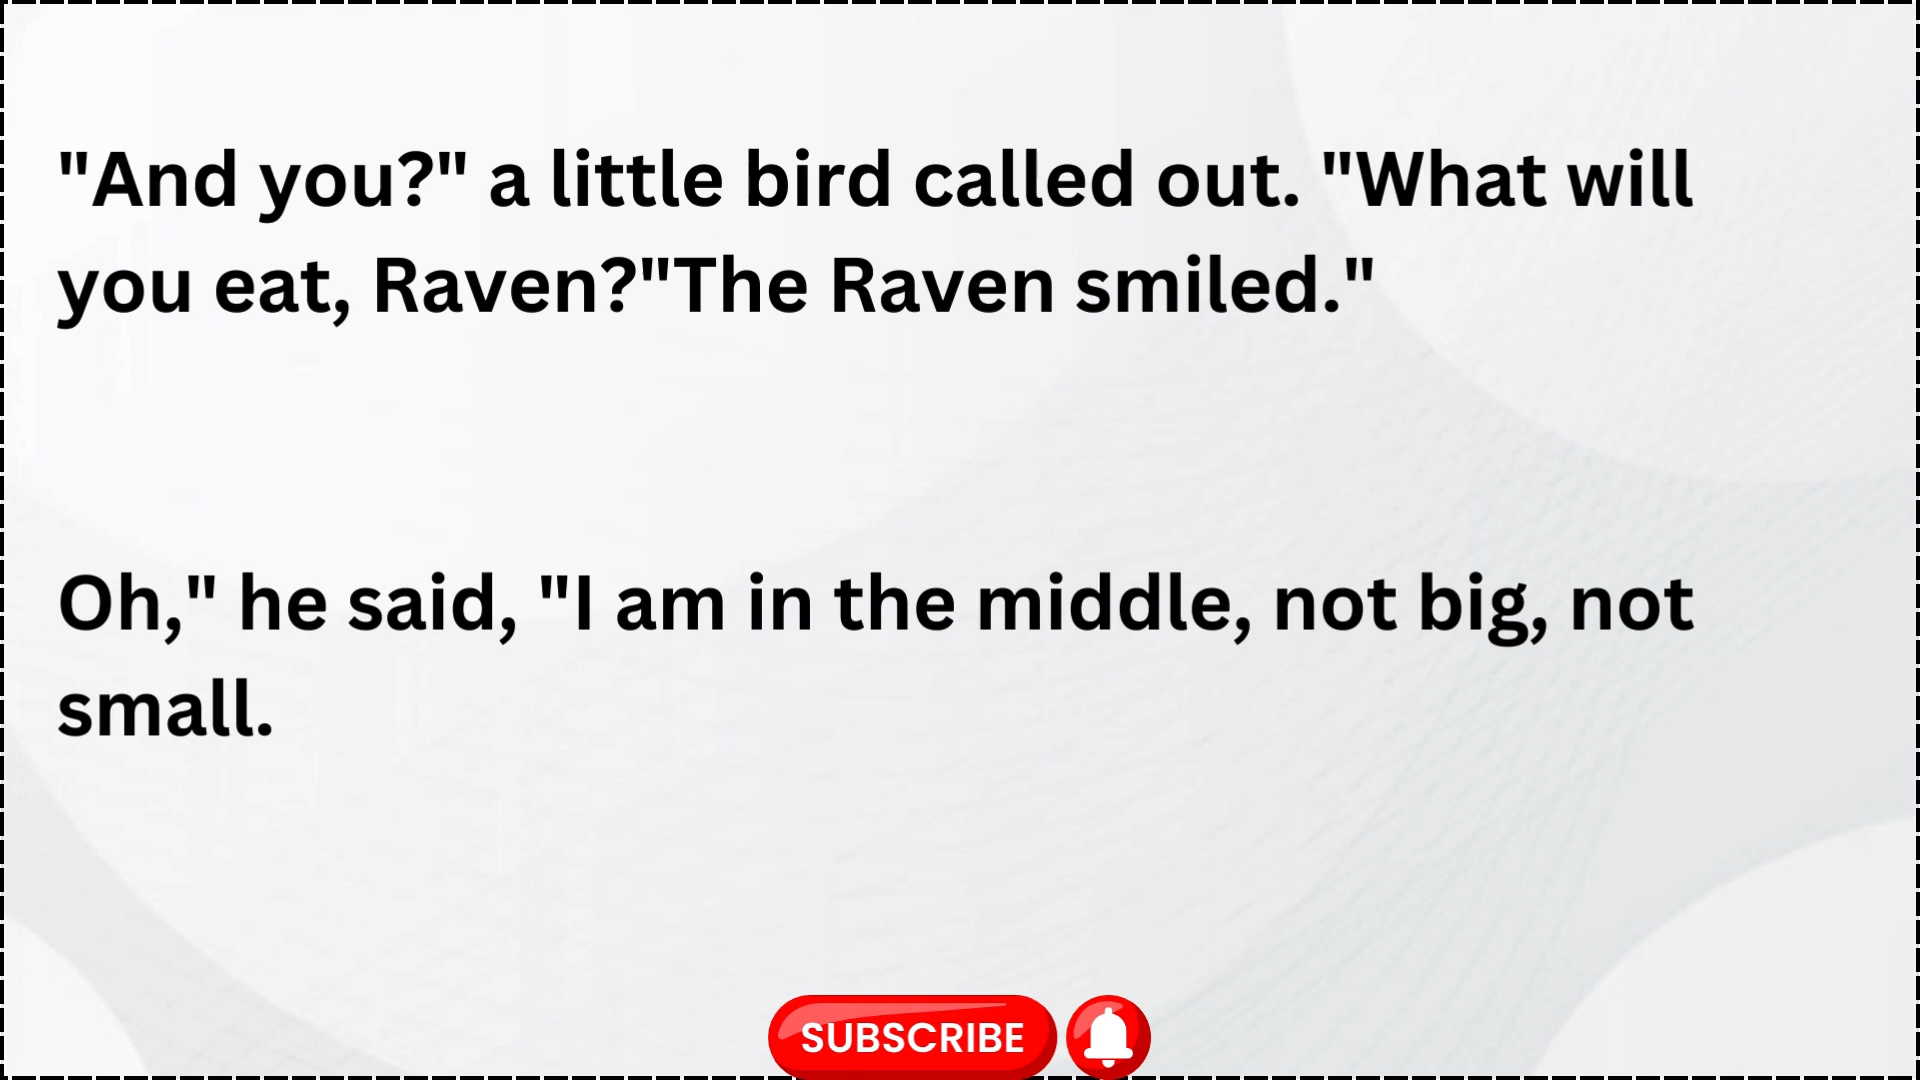 "And you?" a little bird called out. "What will
you eat, Raven?"The Raven smiled."
Oh," he said, "I am in the middle, not big, not
small.
SUBSCRIBE